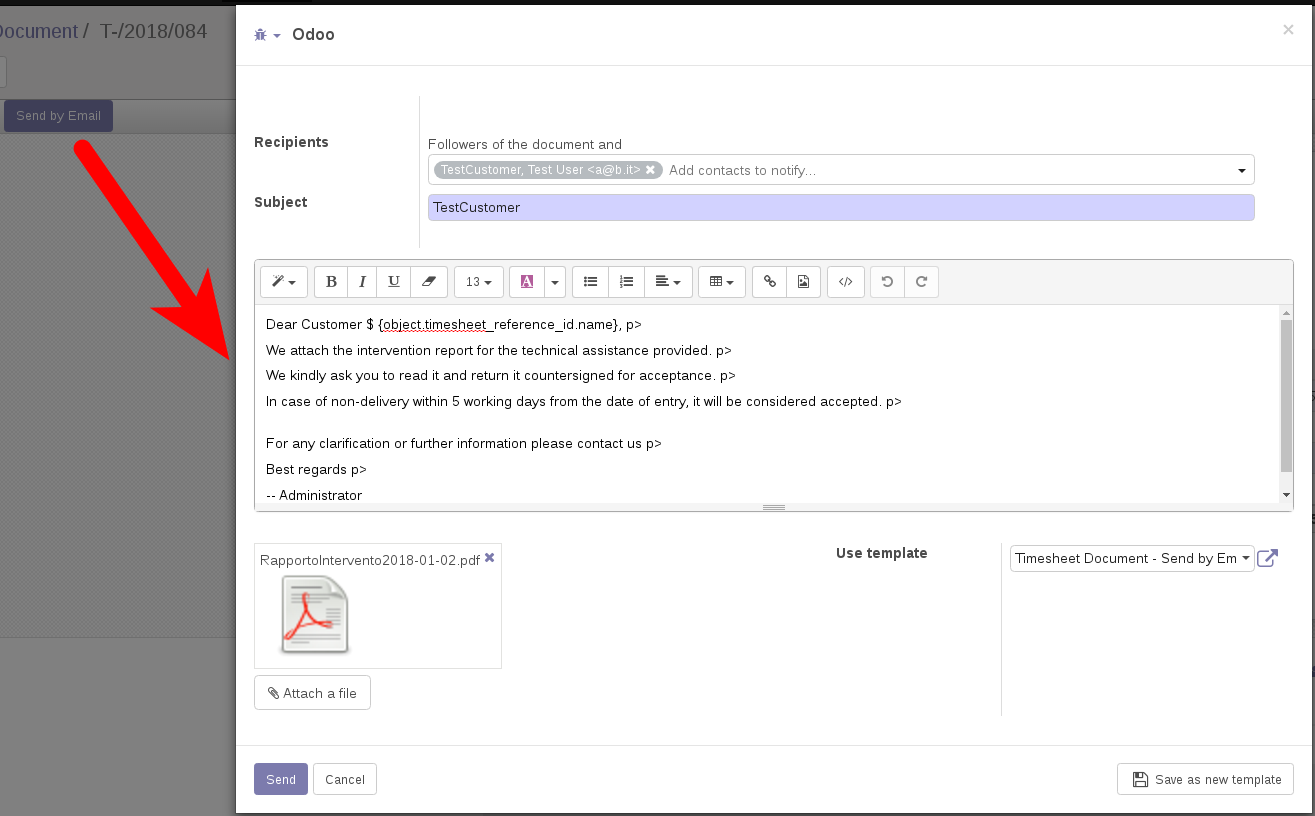 Document / T-/2018/084
Odoo
×
Send by Email
Recipients
Followers of the document and
TestCustomer, Test User <a@b.it> ✖ Add contacts to notify...
Subject
TestCustomer
B I U 13 A </>
Dear Customer $ {object.timesheet_reference_id.name}, p>
We attach the intervention report for the technical assistance provided. p>
We kindly ask you to read it and return it countersigned for acceptance. p>
In case of non-delivery within 5 working days from the date of entry, it will be considered accepted. p>
For any clarification or further information please contact us p>
Best regards p>
-- Administrator
RapportoIntervento2018-01-02.pdf ✖
Use template
Timesheet Document - Send by Em
Attach a file
Send
Cancel
Save as new template